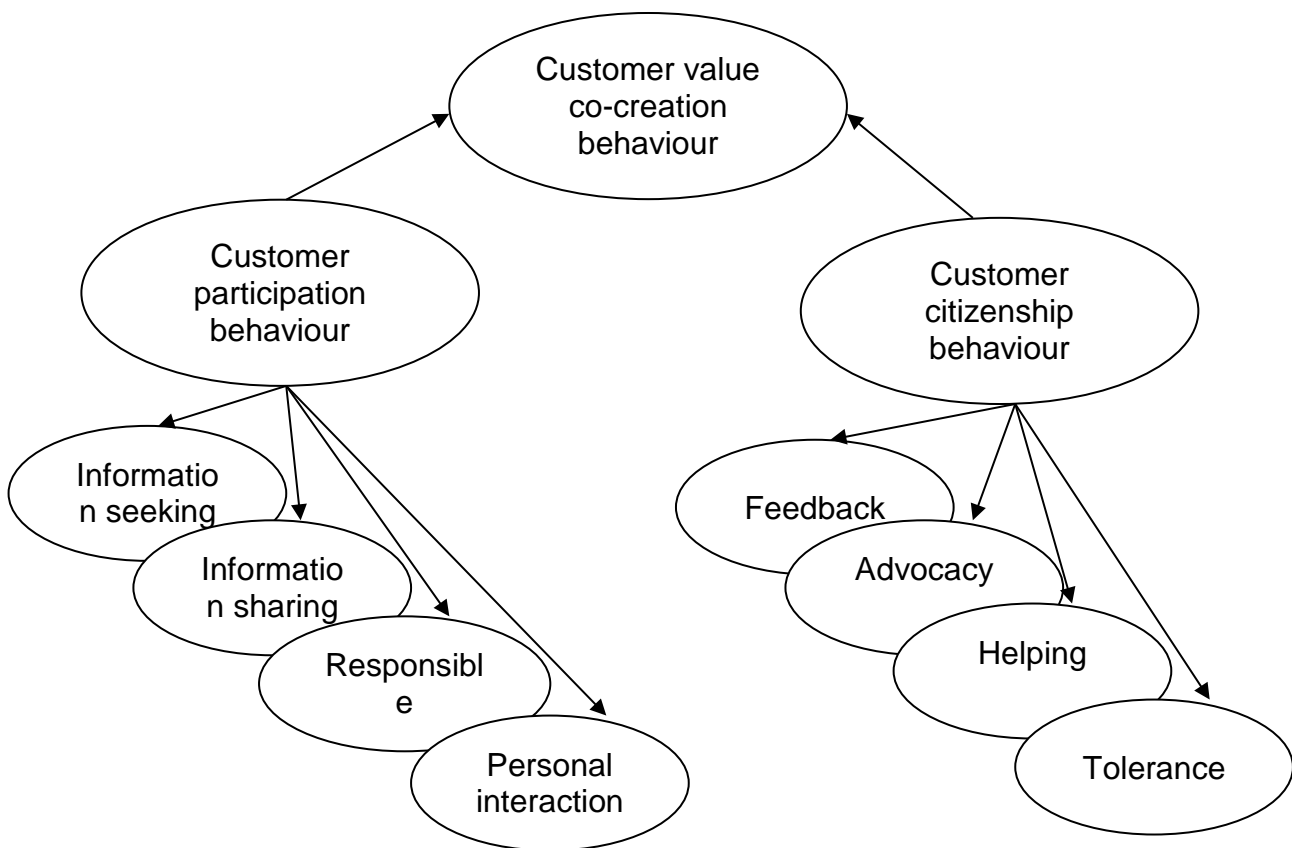 Customer value
co-creation
behaviour
Customer
participation
behaviour
Customer
citizenship
behaviour
Informatio
n seeking
Informatio
n sharing
Responsibl
e
Personal
interaction
Feedback
Advocacy
Helping
Tolerance